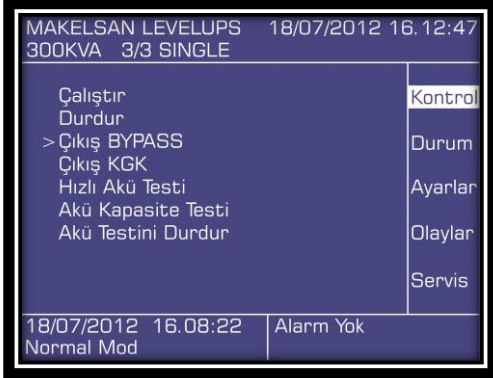 MAKELSAN LEVELUPS 18/07/2012 16.12:47
300KVA 3/3 SINGLE
Çalıştır
Durdur
>Çıkış BYPASS
Çıkış KGK
Hızlı Akü Testi
Akü Kapasite Testi
Akü Testini Durdur
Kontrol
Durum
Ayarlar
Olaylar
Servis
18/07/2012 16.08:22
Normal Mod
Alarm Yok